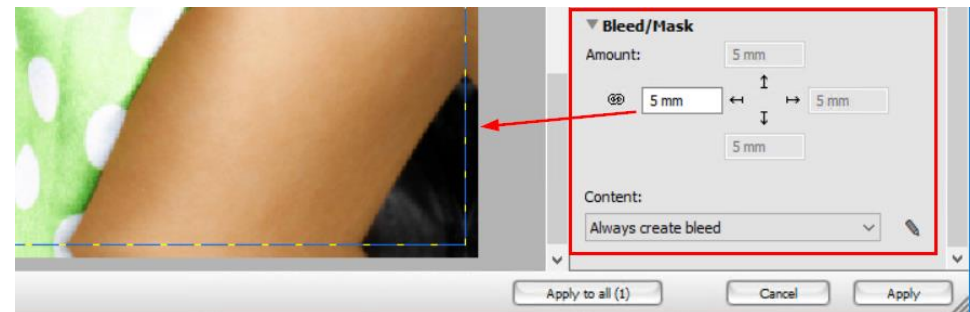 Bleed/Mask
Amount:
5 mm
5 mm
5 mm
5 mm
Content:
Always create bleed
Apply to all (1)
Cancel
Apply